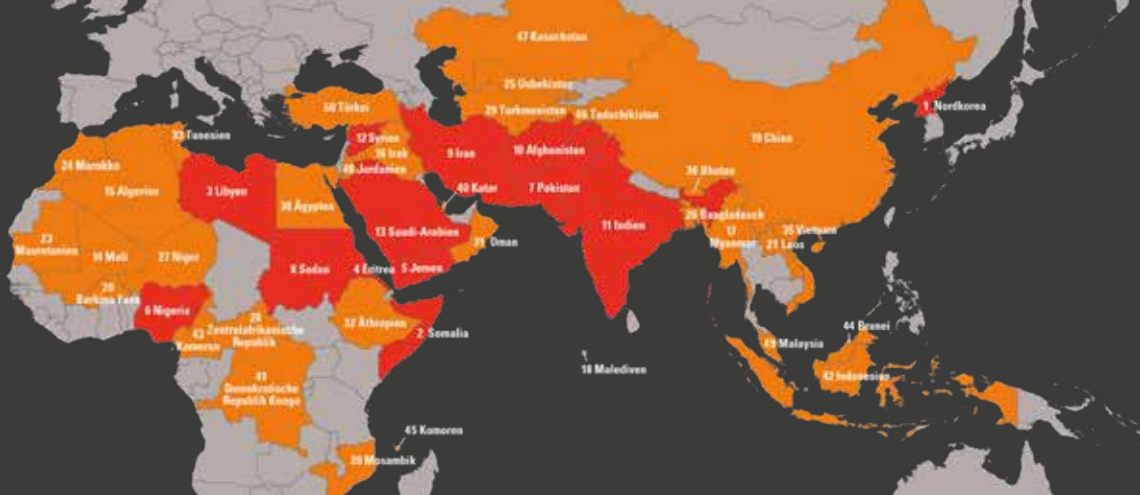 47 Kasachstan
25 Usbekistan
29 Turkmenistan
46 Tadschikistan
50 Türkei
1 Nordkorea
33 Tunesien
12 Syrien
16 Irak
48 Jordanien
9 Iran
10 Afghanistan
19 China
24 Marokko
15 Algerien
3 Libyen
38 Ägypten
40 Katar
7 Pakistan
36 Bhutan
11 Indien
26 Bangladesch
17
Myanmar
35 Vietnam
21 Laos
13 Saudi-Arabien
31 Oman
23
Mauretanien
14 Mali
27 Niger
8 Sudan
4 Eritrea
5 Jemen
20
Burkina Faso
6 Nigeria
43
Kamerun
28
Zentralafrikanische
Republik
32 Äthiopien
2 Somalia
44 Brunei
49 Malaysia
42 Indonesien
18 Malediven
41
Demokratische
Republik Kongo
45 Komoren
39 Mosambik